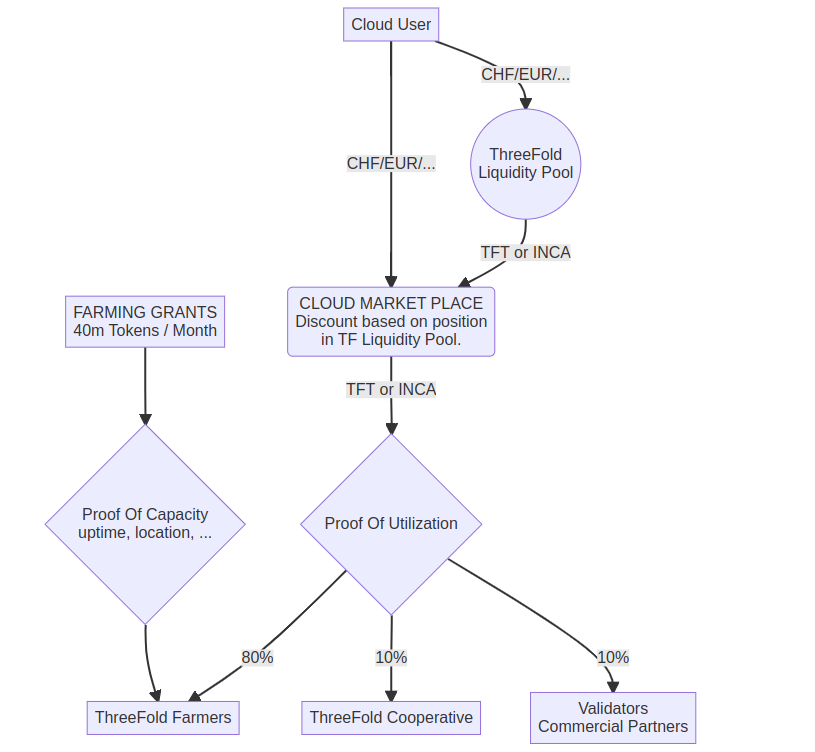 Cloud User
CHF/EUR/...
ThreeFold
Liquidity Pool
CHF/EUR/...
TFT or INCA
FARMING GRANTS
40m Tokens / Month
CLOUD MARKET PLACE
Discount based on position
in TF Liquidity Pool.
TFT or INCA
Proof Of Capacity
uptime, location, ...
Proof Of Utilization
80%
10%
10%
ThreeFold Farmers
ThreeFold Cooperative
Validators
Commercial Partners